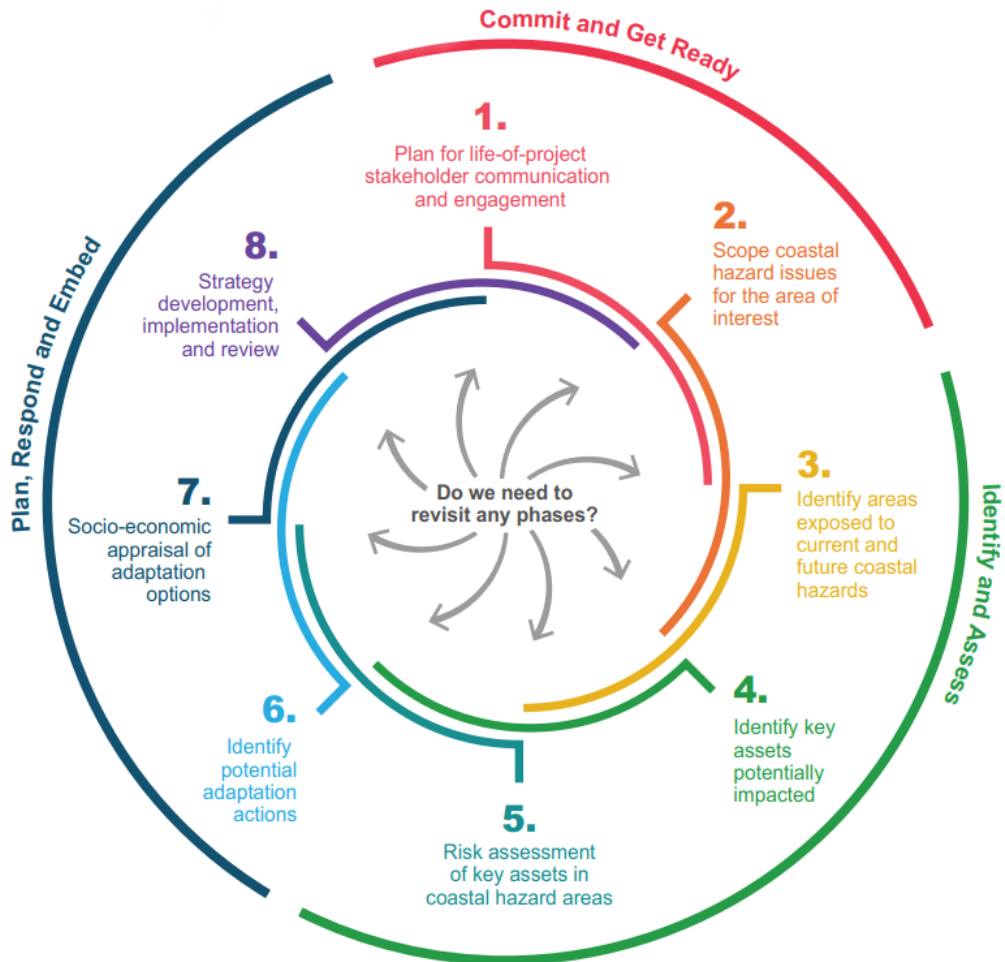 Commit and Get Ready
1.
Plan for life-of-project
stakeholder communication
and engagement
2.
Scope coastal
hazard issues
for the area of
interest
Identify and Assess
3.
Identify areas
exposed to
current and
future coastal
hazards
4.
Identify key
assets
potentially
impacted
5.
Risk assessment
of key assets in
coastal hazard areas
Plan, Respond and Embed
6.
Identify
potential
adaptation
actions
7.
Socio-economic
appraisal of
adaptation
options
8.
Strategy
development,
implementation
and review
Do we need to
revisit any phases?